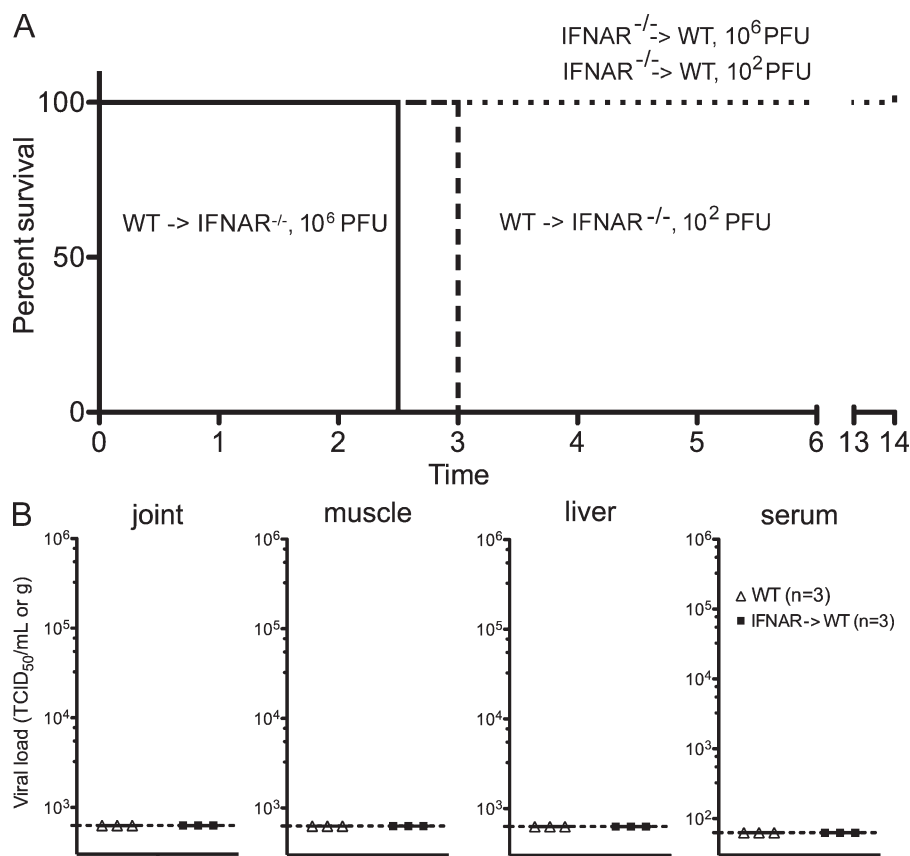 A
IFNAR-/--> WT, 10^6 PFU
IFNAR-/--> WT, 10^2 PFU
Percent survival
100
50
0
WT -> IFNAR-/-, 10^6 PFU
WT -> IFNAR-/-, 10^2 PFU
0 1 2 3 4 5 6 13 14
Time
B
joint
muscle
liver
serum
Viral load (TCID50/mL or g)
10^6
10^5
10^4
10^3
10^6
10^5
10^4
10^3
10^6
10^5
10^4
10^3
10^6
10^5
10^4
10^3
10^2
WT (n=3)
IFNAR->WT (n=3)